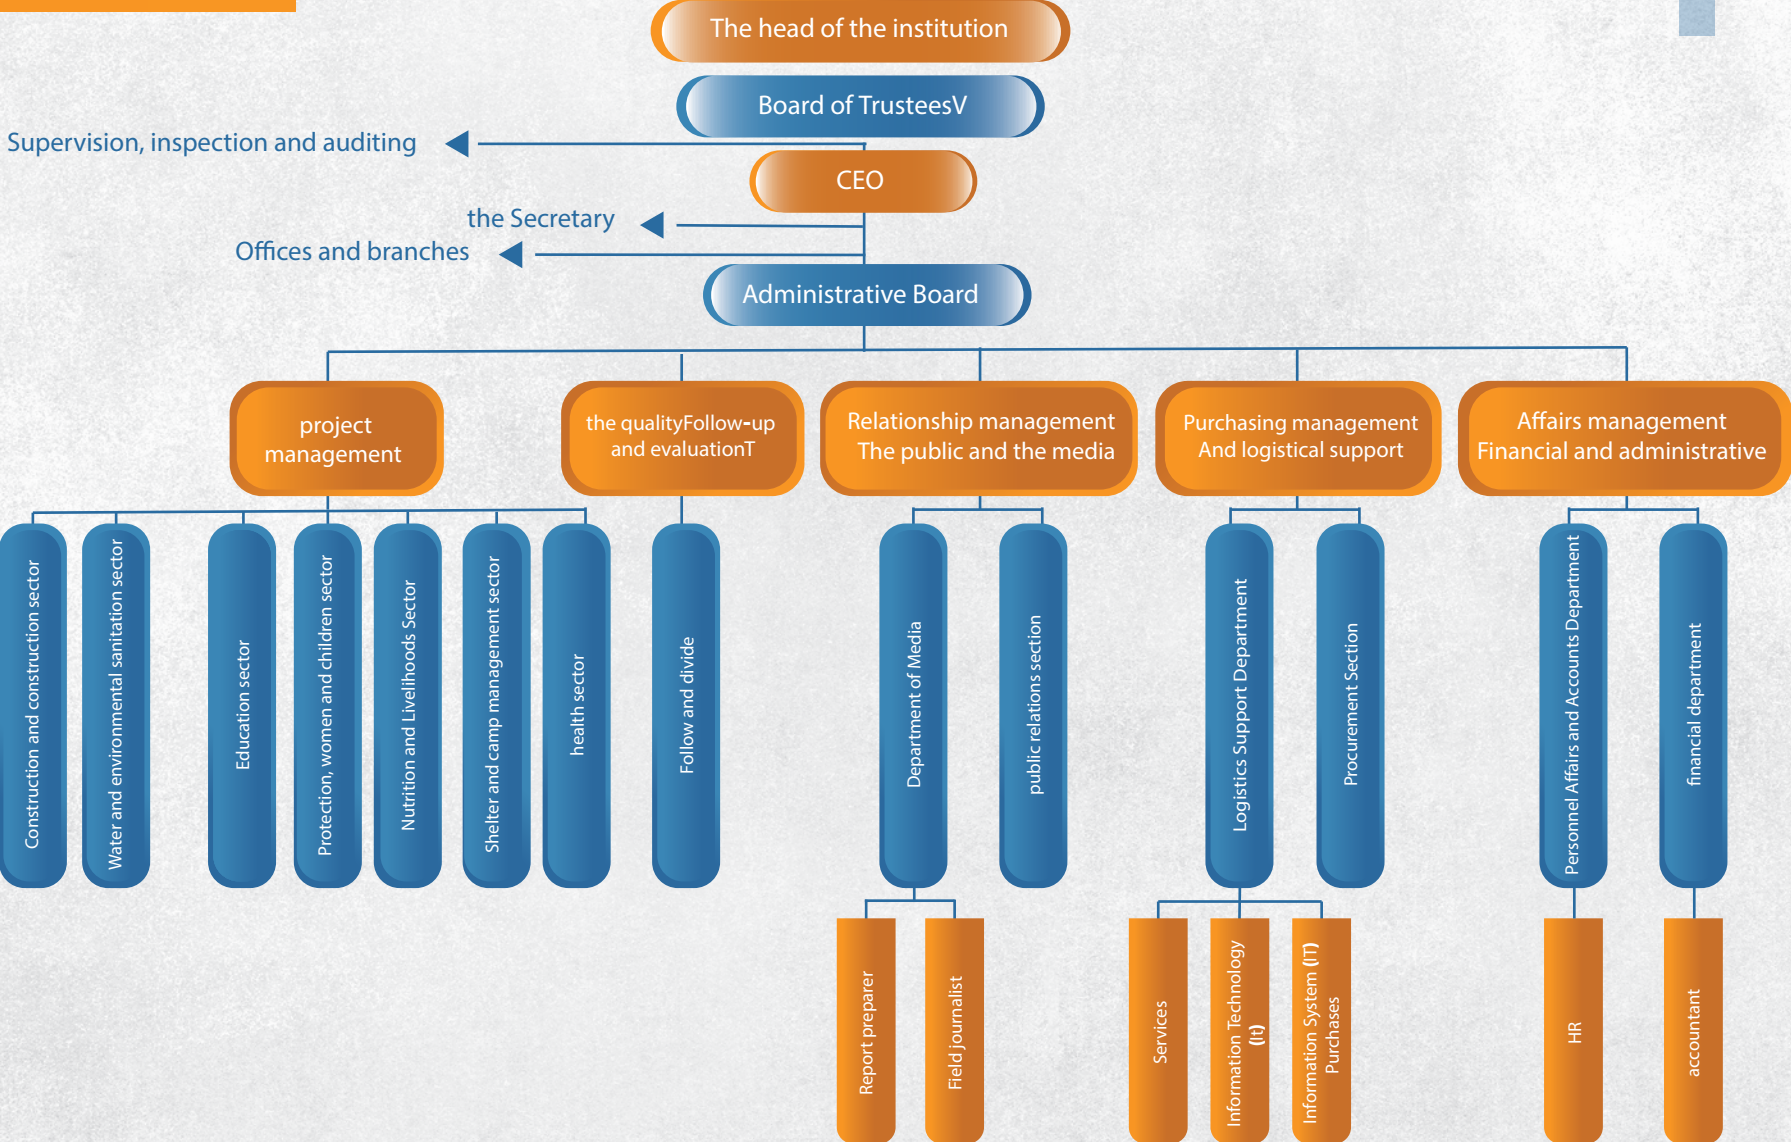 The head of the institution
Board of TrusteesV
Supervision, inspection and auditing
CEO
the Secretary
Offices and branches
Administrative Board
project
management
the qualityFollow-up
and evaluationT
Relationship management
The public and the media
Purchasing management
And logistical support
Affairs management
Financial and administrative
Construction and construction sector
Water and environmental sanitation sector
Education sector
Protection, women and children sector
Nutrition and Livelihoods Sector
Shelter and camp management sector
health sector
Follow and divide
Department of Media
public relations section
Logistics Support Department
Procurement Section
Personnel Affairs and Accounts Department
financial department
Report preparer
Field journalist
Services
Information Technology
(It)
Information System (IT)
Purchases
HR
accountant